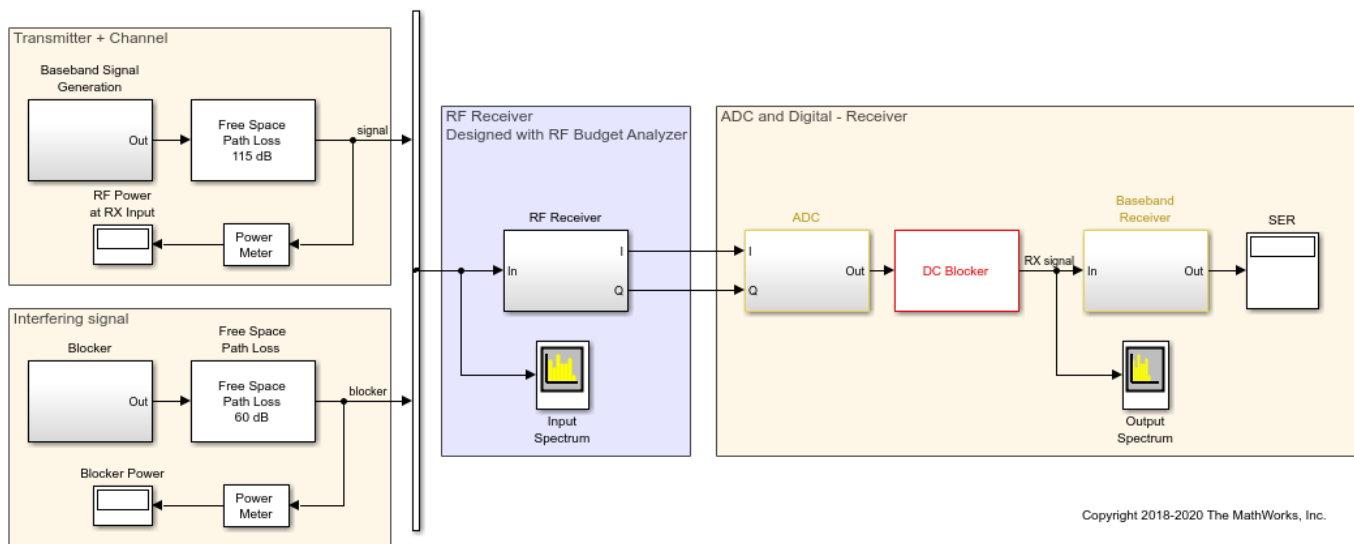 Transmitter + Channel
Baseband Signal
Generation
Out
Free Space
Path Loss
115 dB
signal
RF Power
at RX Input
Power
Meter
Interfering signal
Blocker
Out
Free Space
Path Loss
Free Space
Path Loss
60 dB
blocker
Blocker Power
Power
Meter
RF Receiver
Designed with RF Budget Analyzer
RF Receiver
In
I
Q
Input
Spectrum
ADC and Digital - Receiver
ADC
I
Q
Out
DC Blocker
RX signal
Baseband
Receiver
In
Out
SER
Output
Spectrum
Copyright 2018-2020 The MathWorks, Inc.